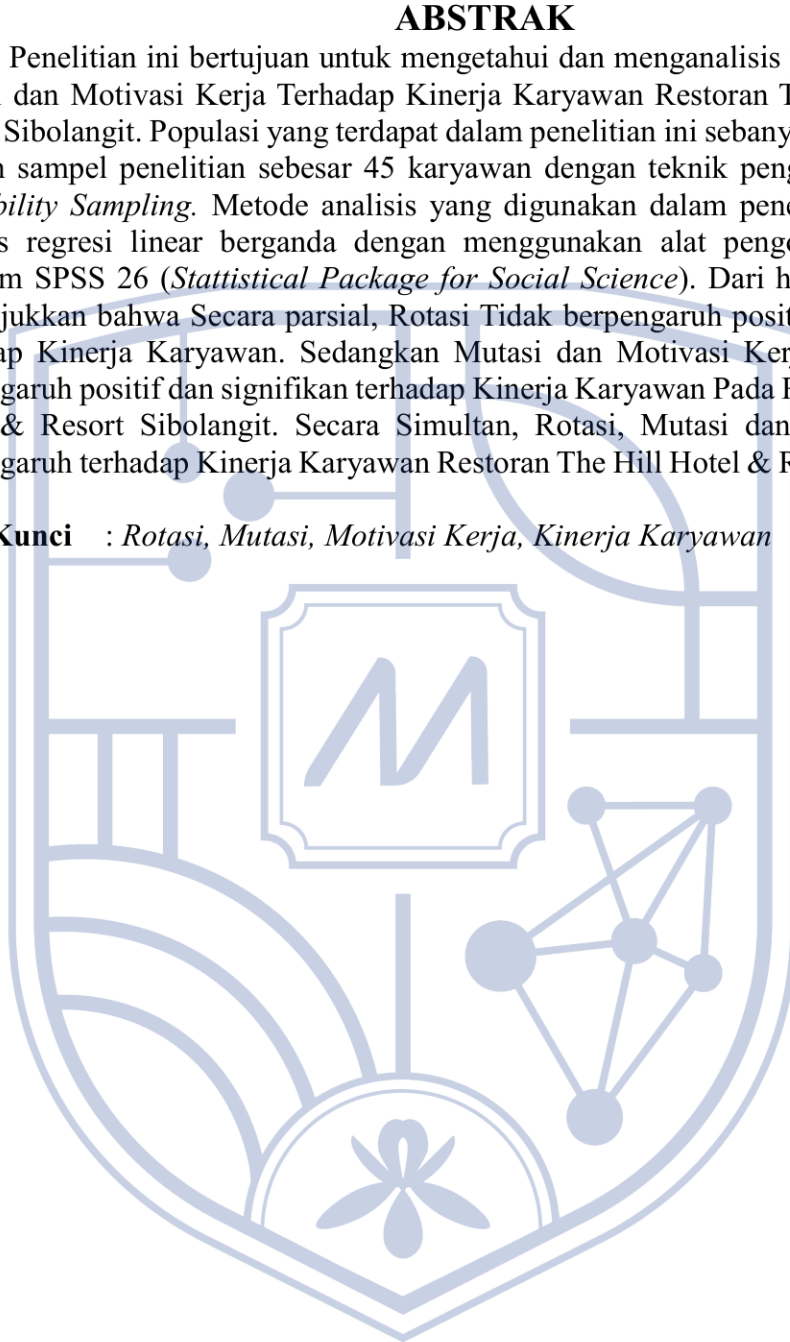 ABSTRAK
Penelitian ini bertujuan untuk mengetahui dan menganalisis
dan Motivasi Kerja Terhadap Kinerja Karyawan Restoran T
Sibolangit. Populasi yang terdapat dalam penelitian ini sebany
sampel penelitian sebesar 45 karyawan dengan teknik peng
bility Sampling. Metode analisis yang digunakan dalam pene
s regresi linear berganda dengan menggunakan alat pengo
m SPSS 26 (Stattistical Package for Social Science). Dari h
jukkan bahwa Secara parsial, Rotasi Tidak berpengaruh posit
ap Kinerja Karyawan. Sedangkan Mutasi dan Motivasi Kerj
garuh positif dan signifikan terhadap Kinerja Karyawan Pada
& Resort Sibolangit. Secara Simultan, Rotasi, Mutasi dan
garuh terhadap Kinerja Karyawan Restoran The Hill Hotel & R
Kunci : Rotasi, Mutasi, Motivasi Kerja, Kinerja Karyawan